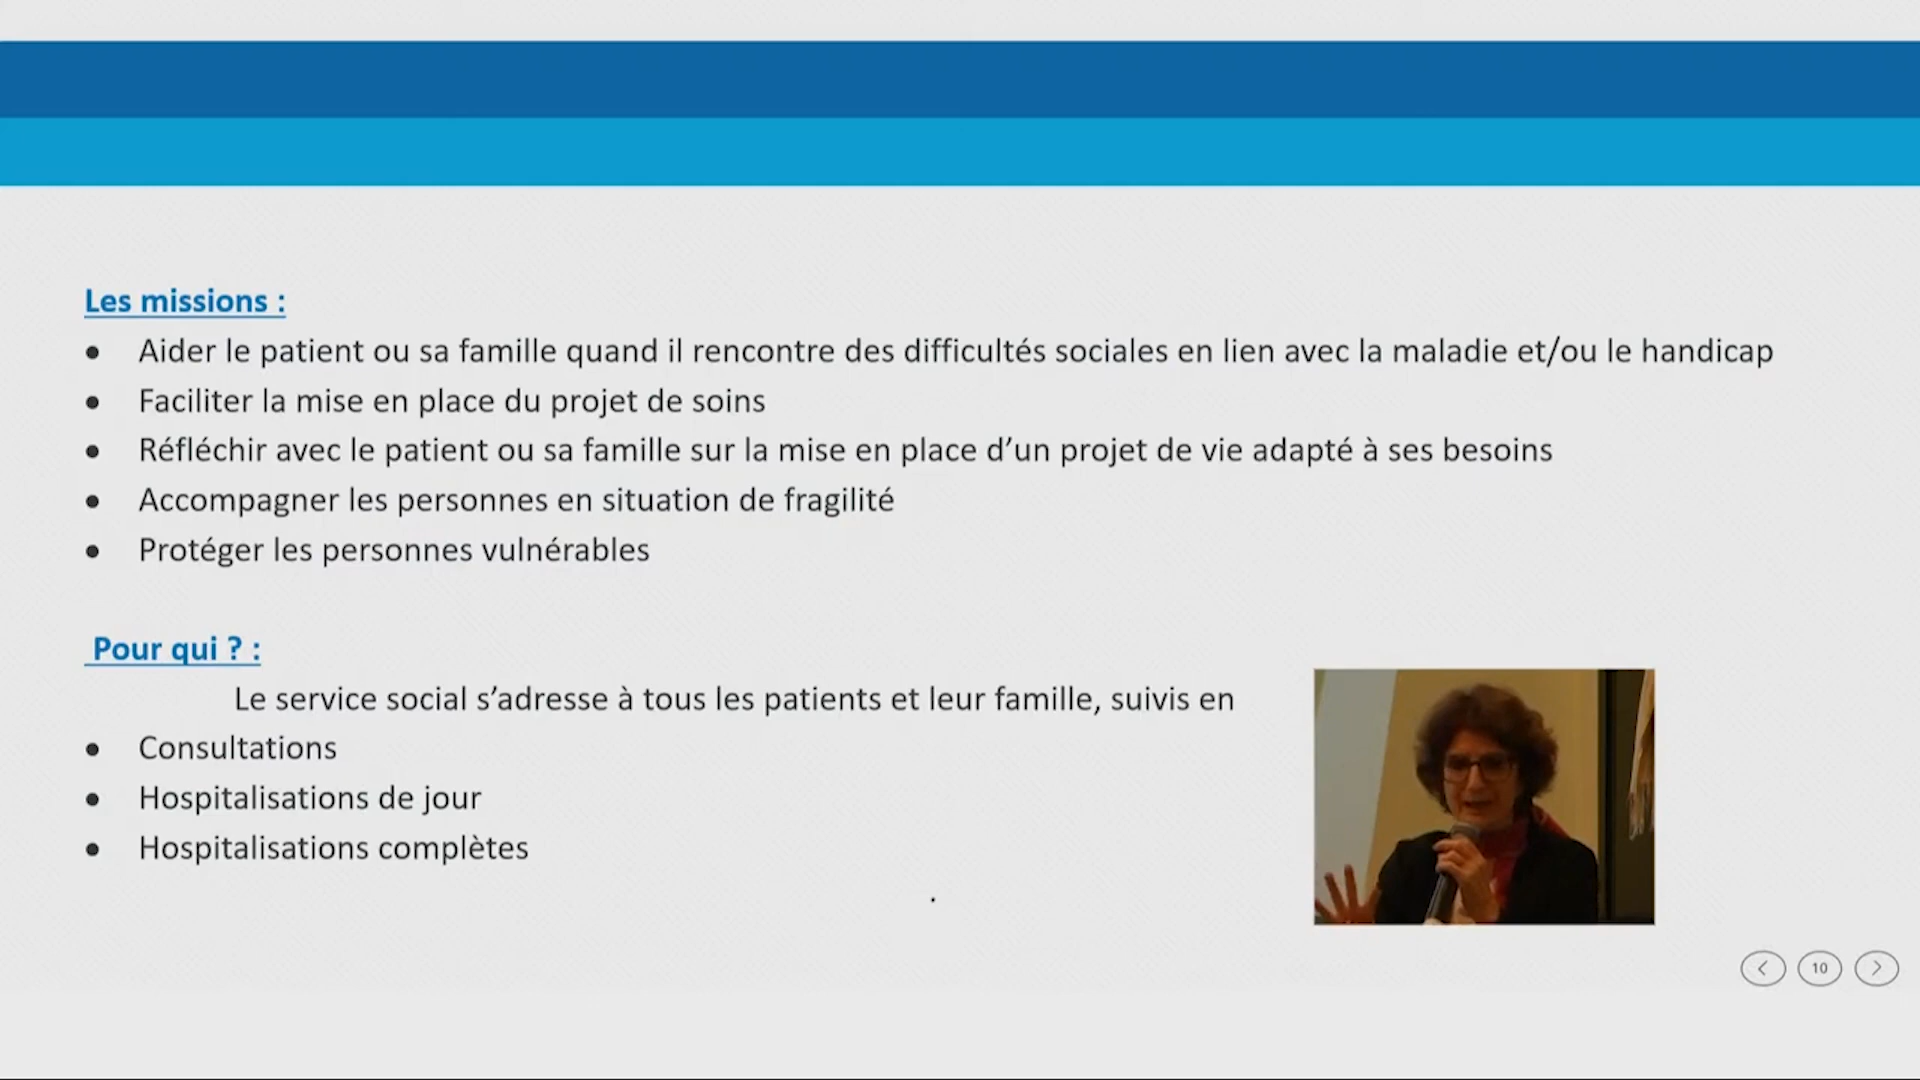 Les missions :
• Aider le patient ou sa famille quand il rencontre des difficultés sociales en lien avec la maladie et/ou le handicap
• Faciliter la mise en place du projet de soins
• Réfléchir avec le patient ou sa famille sur la mise en place d’un projet de vie adapté à ses besoins
• Accompagner les personnes en situation de fragilité
• Protéger les personnes vulnérables
Pour qui ? :
Le service social s’adresse à tous les patients et leur famille, suivis en
• Consultations
• Hospitalisations de jour
• Hospitalisations complètes
.
10